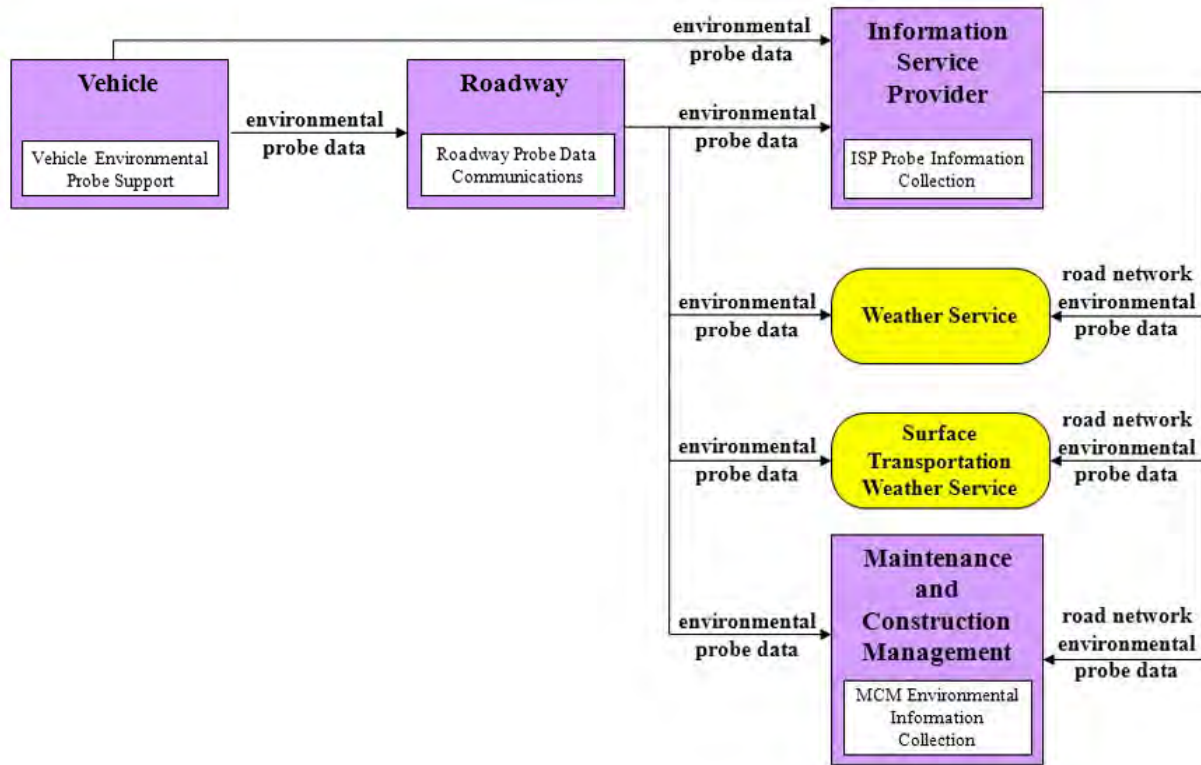 environmental
probe data
Information
Service
Provider
ISP Probe Information
Collection
Vehicle
Vehicle Environmental
Probe Support
environmental
probe data
Roadway
Roadway Probe Data
Communications
environmental
probe data
environmental
probe data
Weather Service
road network
environmental
probe data
environmental
probe data
Surface
Transportation
Weather Service
road network
environmental
probe data
environmental
probe data
Maintenance
and
Construction
Management
MCM Environmental
Information
Collection
road network
environmental
probe data